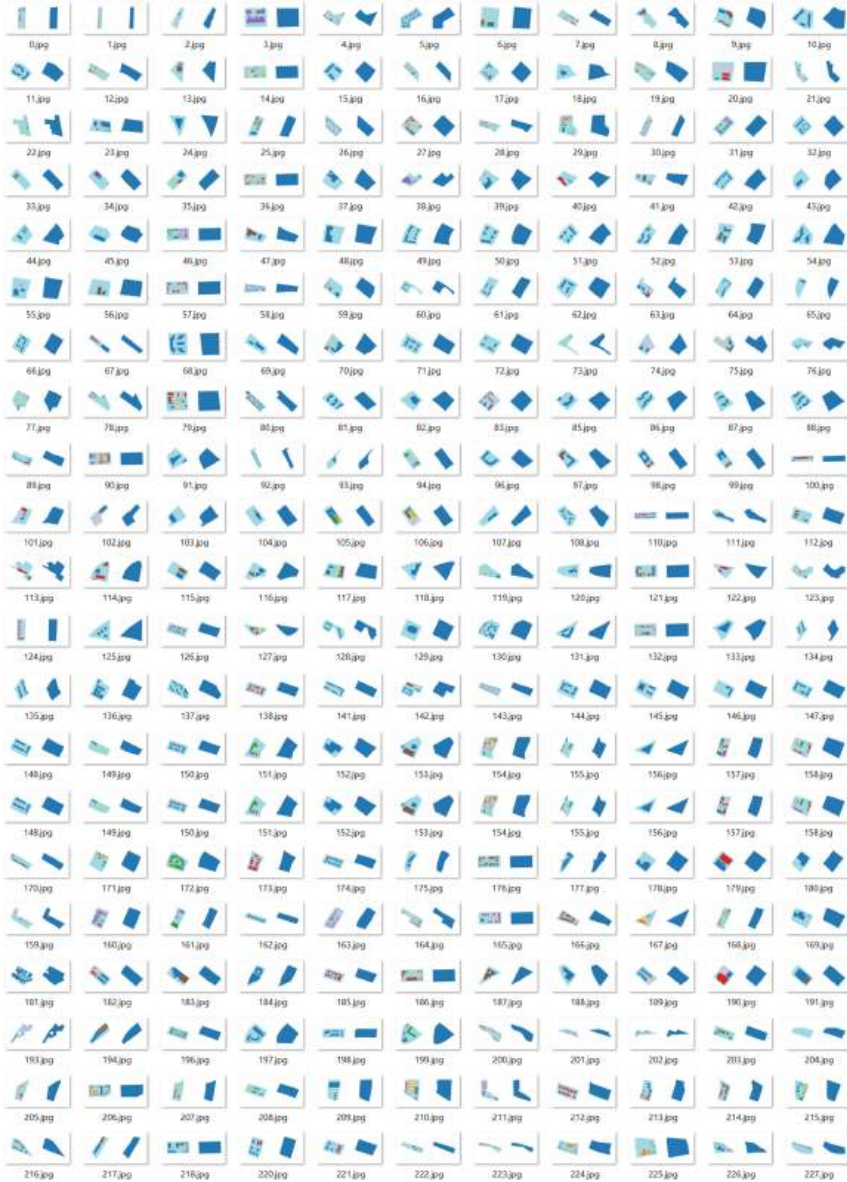 0.jpg 1.jpg 2.jpg 3.jpg 4.jpg 5.jpg 6.jpg 7.jpg 8.jpg 9.jpg 10.jpg
11.jpg 12.jpg 13.jpg 14.jpg 15.jpg 16.jpg 17.jpg 18.jpg 19.jpg 20.jpg 21.jpg
22.jpg 23.jpg 24.jpg 25.jpg 26.jpg 27.jpg 28.jpg 29.jpg 30.jpg 31.jpg 32.jpg
33.jpg 34.jpg 35.jpg 36.jpg 37.jpg 38.jpg 39.jpg 40.jpg 41.jpg 42.jpg 43.jpg
44.jpg 45.jpg 46.jpg 47.jpg 48.jpg 49.jpg 50.jpg 51.jpg 52.jpg 53.jpg 54.jpg
55.jpg 56.jpg 57.jpg 58.jpg 59.jpg 60.jpg 61.jpg 62.jpg 63.jpg 64.jpg 65.jpg
66.jpg 67.jpg 68.jpg 69.jpg 70.jpg 71.jpg 72.jpg 73.jpg 74.jpg 75.jpg 76.jpg
77.jpg 78.jpg 79.jpg 80.jpg 81.jpg 82.jpg 83.jpg 85.jpg 86.jpg 87.jpg 88.jpg
89.jpg 90.jpg 91.jpg 92.jpg 93.jpg 94.jpg 96.jpg 97.jpg 98.jpg 99.jpg 100.jpg
101.jpg 102.jpg 103.jpg 104.jpg 105.jpg 106.jpg 107.jpg 108.jpg 110.jpg 111.jpg 112.jpg
113.jpg 114.jpg 115.jpg 116.jpg 117.jpg 118.jpg 119.jpg 120.jpg 121.jpg 122.jpg 123.jpg
124.jpg 125.jpg 126.jpg 127.jpg 128.jpg 129.jpg 130.jpg 131.jpg 132.jpg 133.jpg 134.jpg
135.jpg 136.jpg 137.jpg 138.jpg 141.jpg 142.jpg 143.jpg 144.jpg 145.jpg 146.jpg 147.jpg
148.jpg 149.jpg 150.jpg 151.jpg 152.jpg 153.jpg 154.jpg 155.jpg 156.jpg 157.jpg 158.jpg
148.jpg 149.jpg 150.jpg 151.jpg 152.jpg 153.jpg 154.jpg 155.jpg 156.jpg 157.jpg 158.jpg
170.jpg 171.jpg 172.jpg 173.jpg 174.jpg 175.jpg 176.jpg 177.jpg 178.jpg 179.jpg 180.jpg
159.jpg 160.jpg 161.jpg 162.jpg 163.jpg 164.jpg 165.jpg 166.jpg 167.jpg 168.jpg 169.jpg
181.jpg 182.jpg 183.jpg 184.jpg 185.jpg 186.jpg 187.jpg 188.jpg 189.jpg 190.jpg 191.jpg
193.jpg 194.jpg 196.jpg 197.jpg 198.jpg 199.jpg 200.jpg 201.jpg 202.jpg 203.jpg 204.jpg
205.jpg 206.jpg 207.jpg 208.jpg 209.jpg 210.jpg 211.jpg 212.jpg 213.jpg 214.jpg 215.jpg
216.jpg 217.jpg 218.jpg 220.jpg 221.jpg 222.jpg 223.jpg 224.jpg 225.jpg 226.jpg 227.jpg